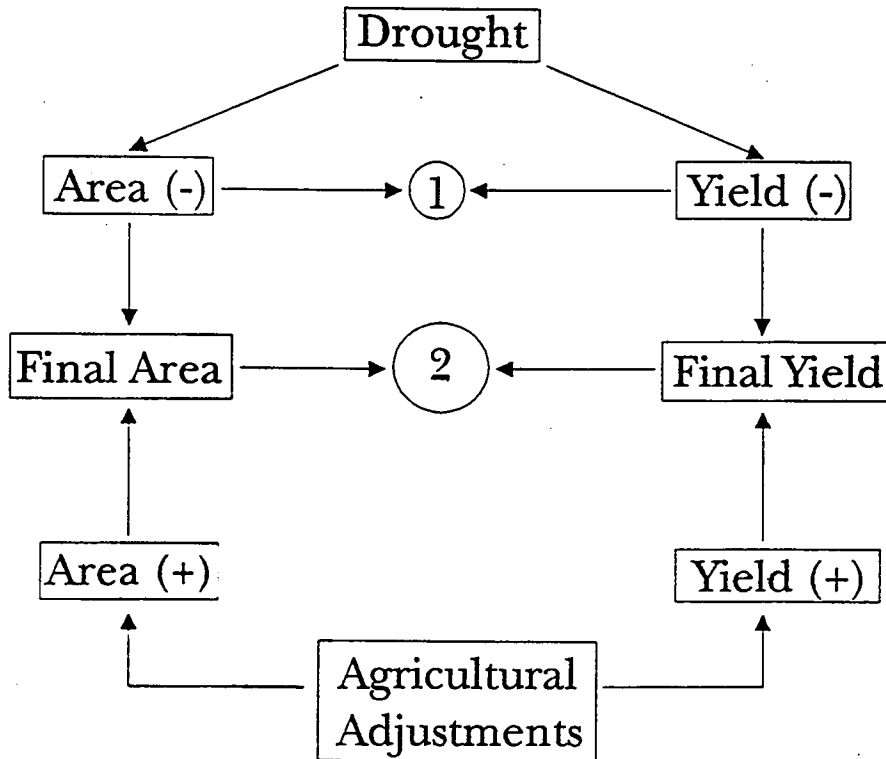 Drought
Area (-)
1
Yield (-)
Final Area
2
Final Yield
Area (+)
Yield (+)
Agricultural
Adjustments